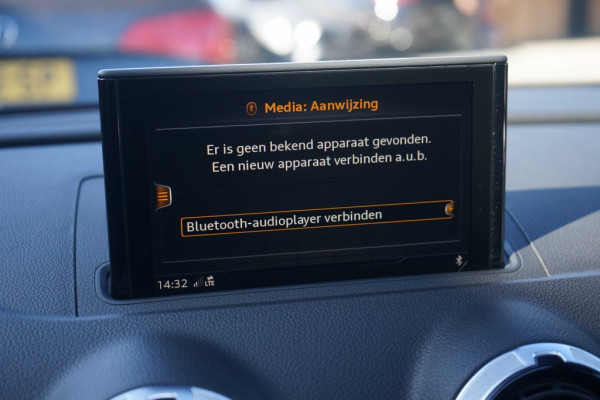 Media: Aanwijzing
Er is geen bekend apparaat gevonden.
Een nieuw apparaat verbinden a.u.b.
Bluetooth-audioplayer verbinden
14:32 LTE